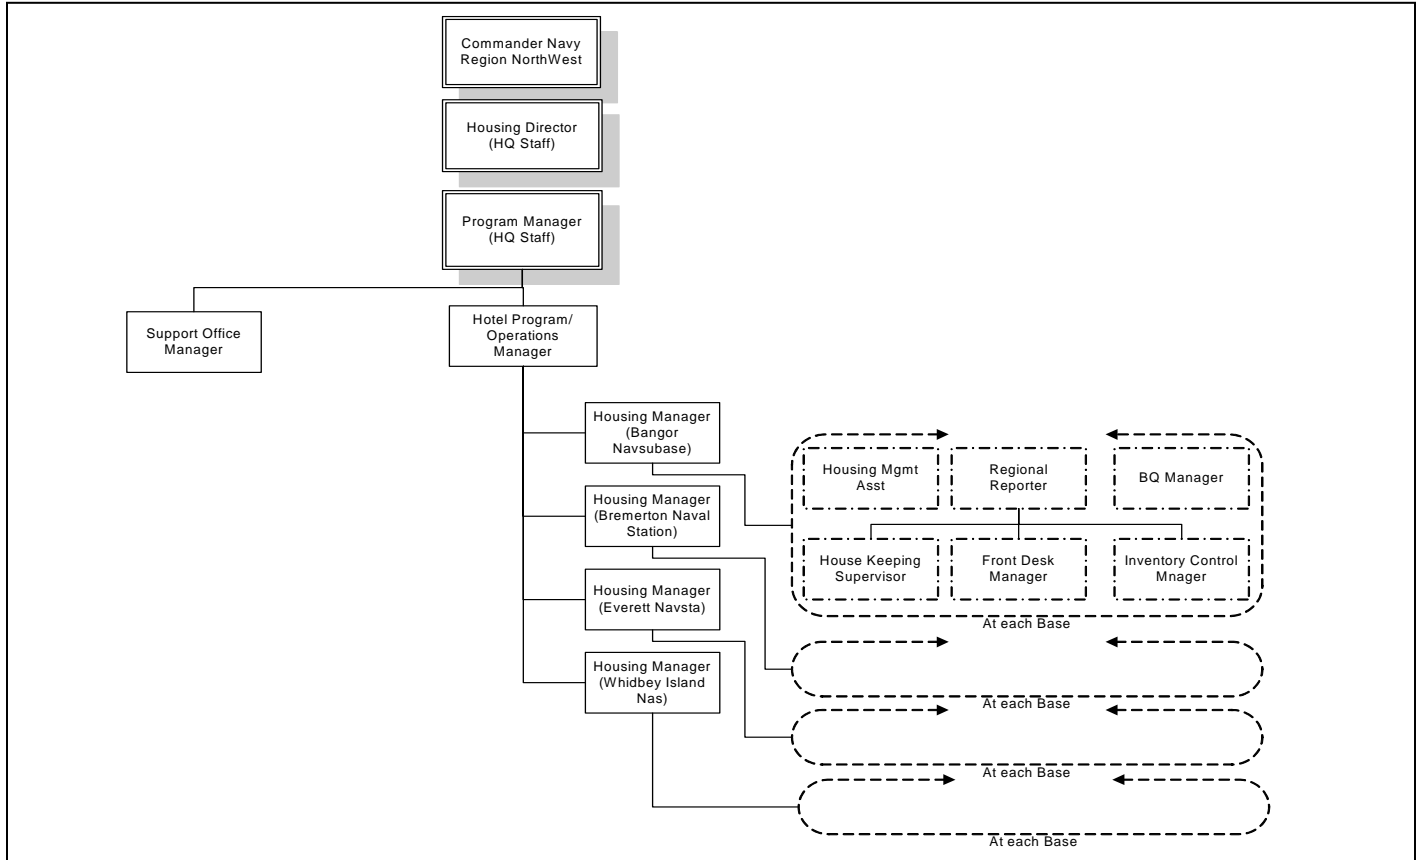 Commander Navy
Region NorthWest
Housing Director
(HQ Staff)
Program Manager
(HQ Staff)
Support Office
Manager
Hotel Program/
Operations
Manager
Housing Manager
(Bangor
Navsubase)
Housing Mgmt
Asst
Regional
Reporter
BQ Manager
House Keeping
Supervisor
Front Desk
Manager
Inventory Control
Mnager
At each Base
Housing Manager
(Bremerton Naval
Station)
At each Base
Housing Manager
(Everett Navsta)
At each Base
Housing Manager
(Whidbey Island
Nas)
At each Base